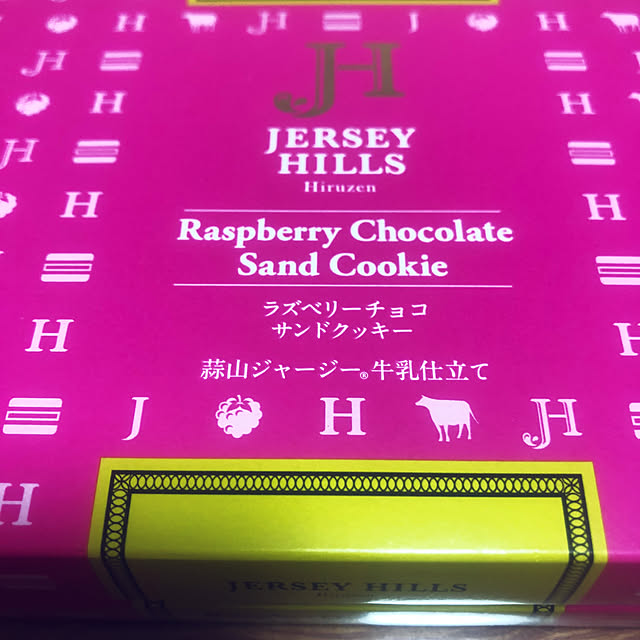 JH
JERSEY
HILLS
Hiruzen
Raspberry Chocolate
Sand Cookie
ラズベリーチョコ
サンドクッキー
蒜山ジャージー®牛乳仕立て
J H JH
JERSEY HILLS